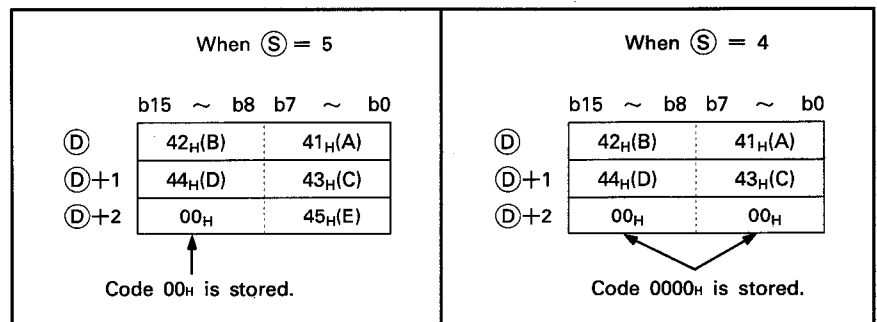 When Ⓢ = 5
b15 ~ b8 b7 ~ b0
Ⓓ 42H(B) 41H(A)
Ⓓ+1 44H(D) 43H(C)
Ⓓ+2 00H 45H(E)
Code 00H is stored.
When Ⓢ = 4
b15 ~ b8 b7 ~ b0
Ⓓ 42H(B) 41H(A)
Ⓓ+1 44H(D) 43H(C)
Ⓓ+2 00H 00H
Code 0000H is stored.